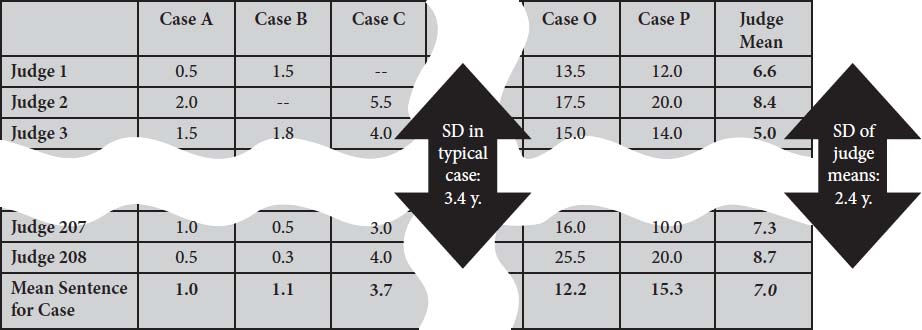 Case A Case B Case C Case O Case P Judge
Mean
Judge 1 0.5 1.5 -- 13.5 12.0 6.6
Judge 2 2.0 -- 5.5 17.5 20.0 8.4
Judge 3 1.5 1.8 4.0 15.0 14.0 5.0
SD in
typical
case:
3.4 y.
SD of
judge
means:
2.4 y.
Judge 207 1.0 0.5 3.0 16.0 10.0 7.3
Judge 208 0.5 0.3 4.0 25.5 20.0 8.7
Mean Sentence
for Case 1.0 1.1 3.7 12.2 15.3 7.0